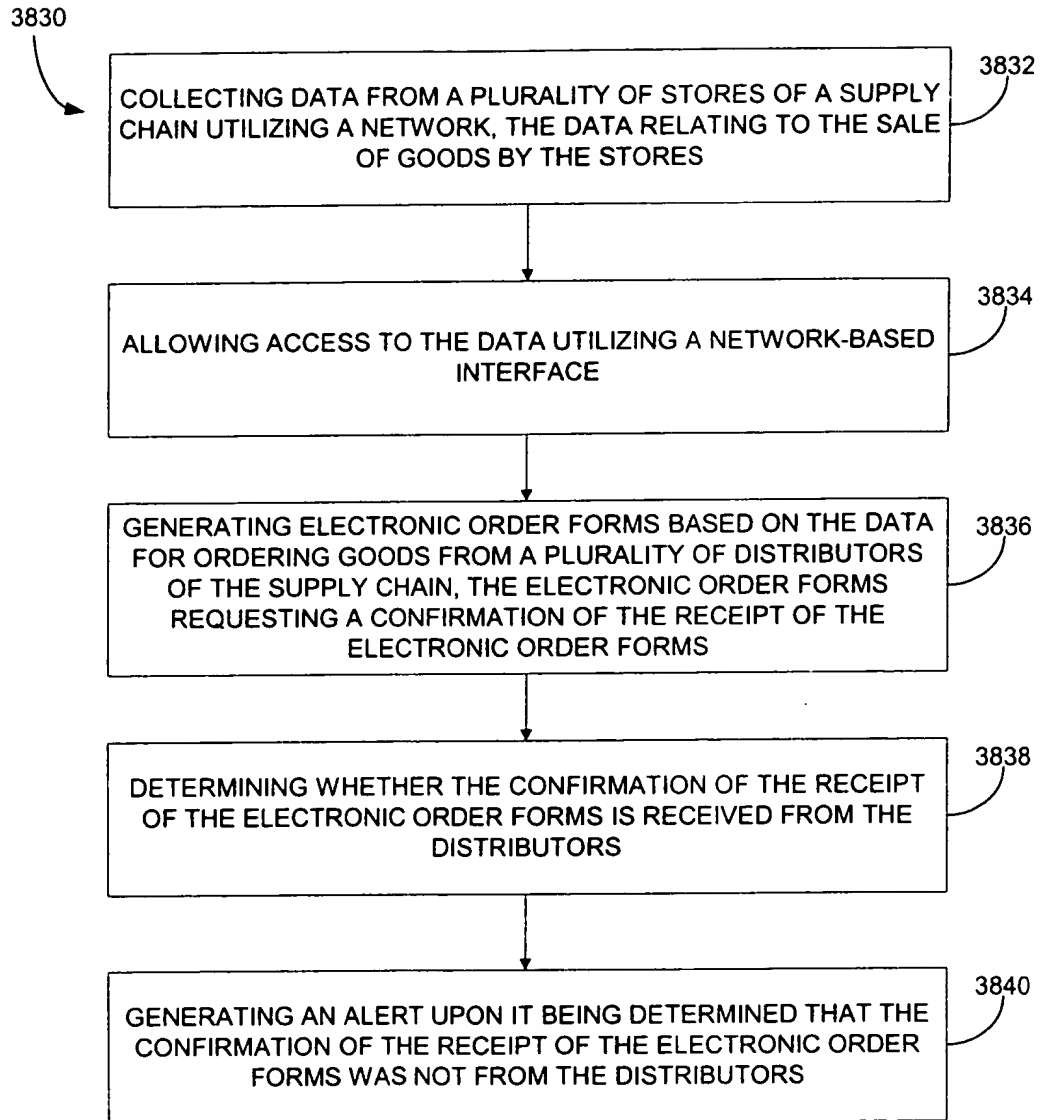 3830
3832
COLLECTING DATA FROM A PLURALITY OF STORES OF A SUPPLY
CHAIN UTILIZING A NETWORK, THE DATA RELATING TO THE SALE
OF GOODS BY THE STORES
3834
ALLOWING ACCESS TO THE DATA UTILIZING A NETWORK-BASED
INTERFACE
3836
GENERATING ELECTRONIC ORDER FORMS BASED ON THE DATA
FOR ORDERING GOODS FROM A PLURALITY OF DISTRIBUTORS
OF THE SUPPLY CHAIN, THE ELECTRONIC ORDER FORMS
REQUESTING A CONFIRMATION OF THE RECEIPT OF THE
ELECTRONIC ORDER FORMS
3838
DETERMINING WHETHER THE CONFIRMATION OF THE RECEIPT
OF THE ELECTRONIC ORDER FORMS IS RECEIVED FROM THE
DISTRIBUTORS
3840
GENERATING AN ALERT UPON IT BEING DETERMINED THAT THE
CONFIRMATION OF THE RECEIPT OF THE ELECTRONIC ORDER
FORMS WAS NOT FROM THE DISTRIBUTORS